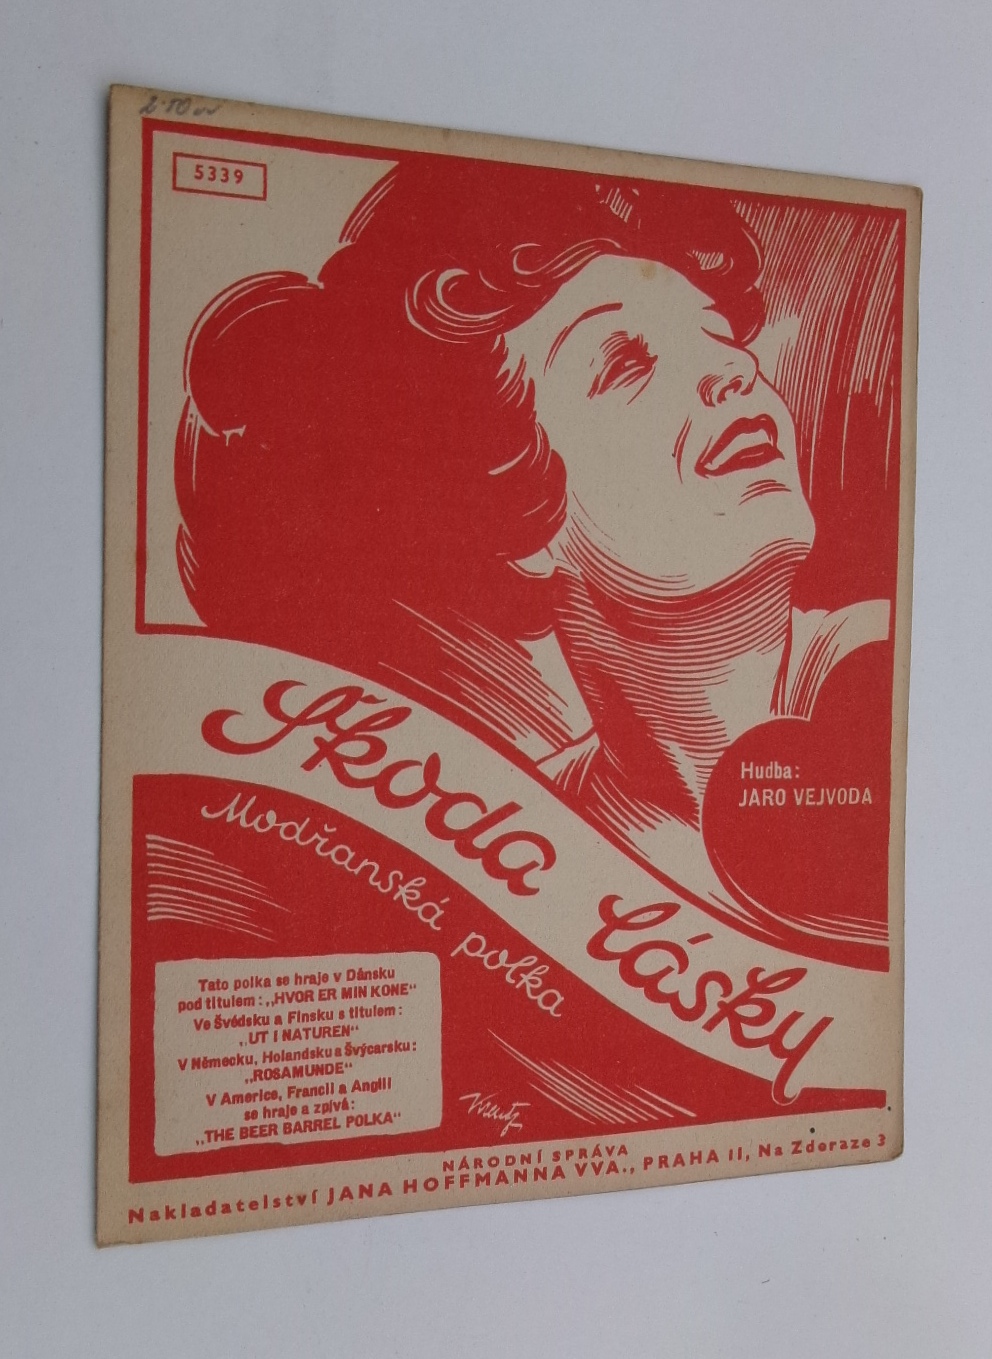 5339
Hudba:
JARO VEJVODA
Škoda lásky
Modřanská polka
Tato polka se hraje v Dánsku
pod titulem: „HVOR ER MIN KONE“
Ve Švédsku a Finsku s titulem:
„UT I NATUREN“
V Německu, Holandsku a Švýcarsku:
„ROSAMUNDE“
V Americe, Francii a Anglii
se hraje a zpívá:
„THE BEER BARREL POLKA“
NÁRODNÍ SPRÁVA
Nakladatelství JANA HOFFMANNA VVA., PRAHA II, Na Zderaze 3